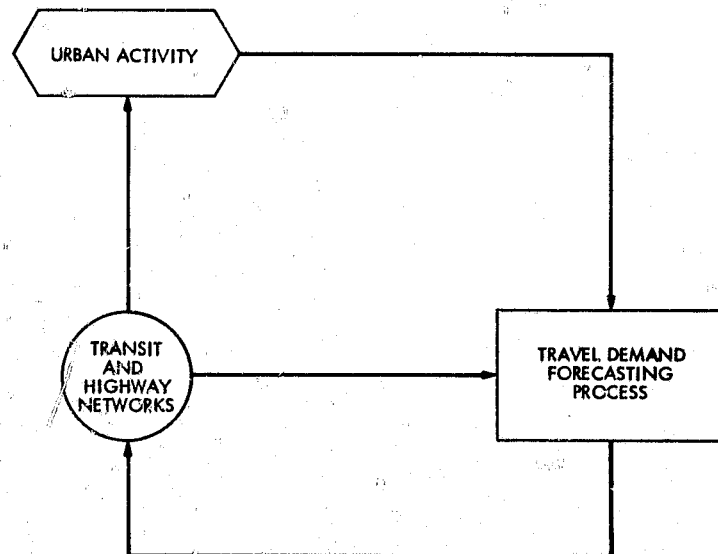 URBAN ACTIVITY
TRANSIT
AND
HIGHWAY
NETWORKS
TRAVEL DEMAND
FORECASTING
PROCESS